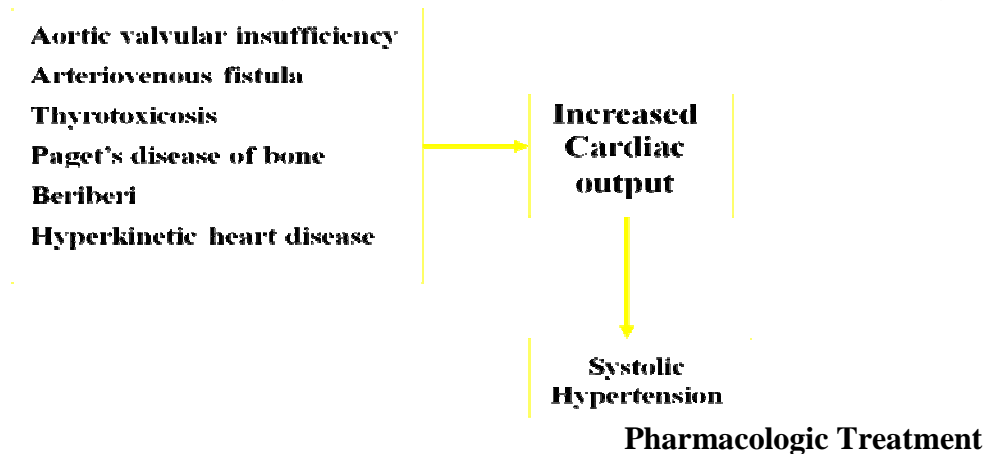 Aortic valvular insufficiency
Arteriovenous fistula
Thyrotoxicosis
Paget's disease of bone
Beriberi
Hyperkinetic heart disease
Increased
Cardiac
output
Systolic
Hypertension
Pharmacologic Treatment